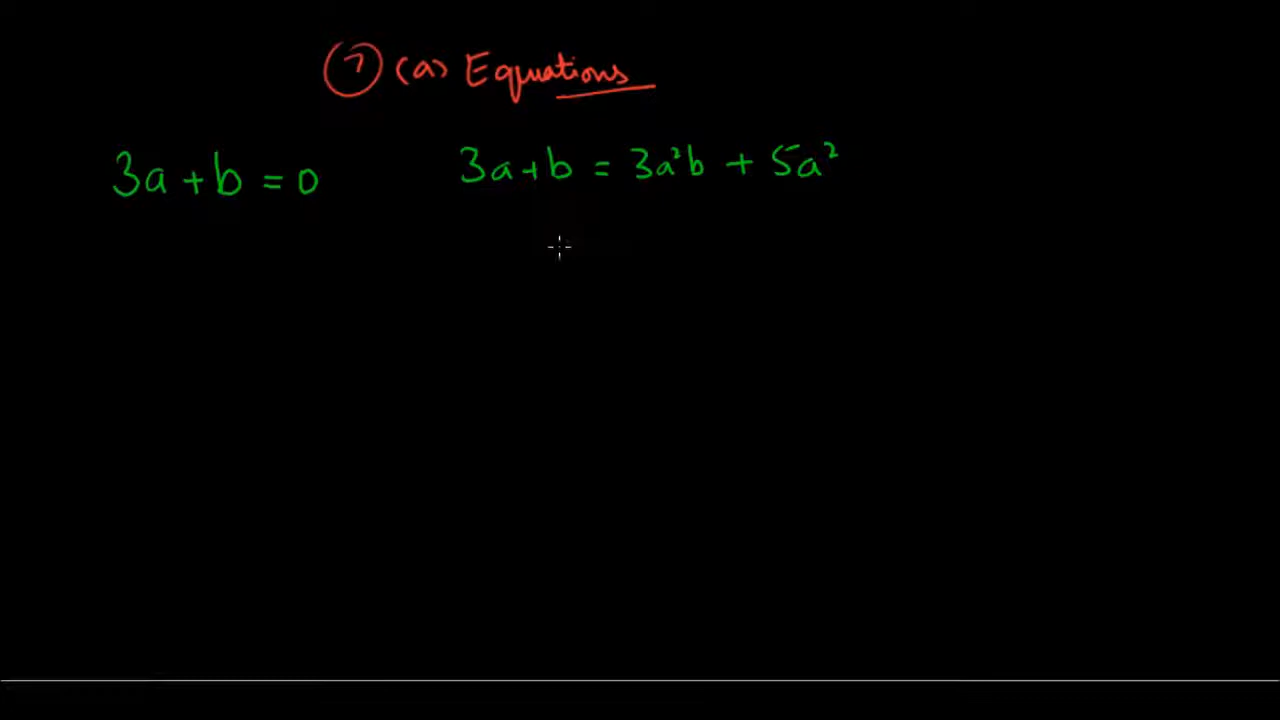 7 (a) Equations
3a + b = 0
3a + b = 3a²b + 5a²